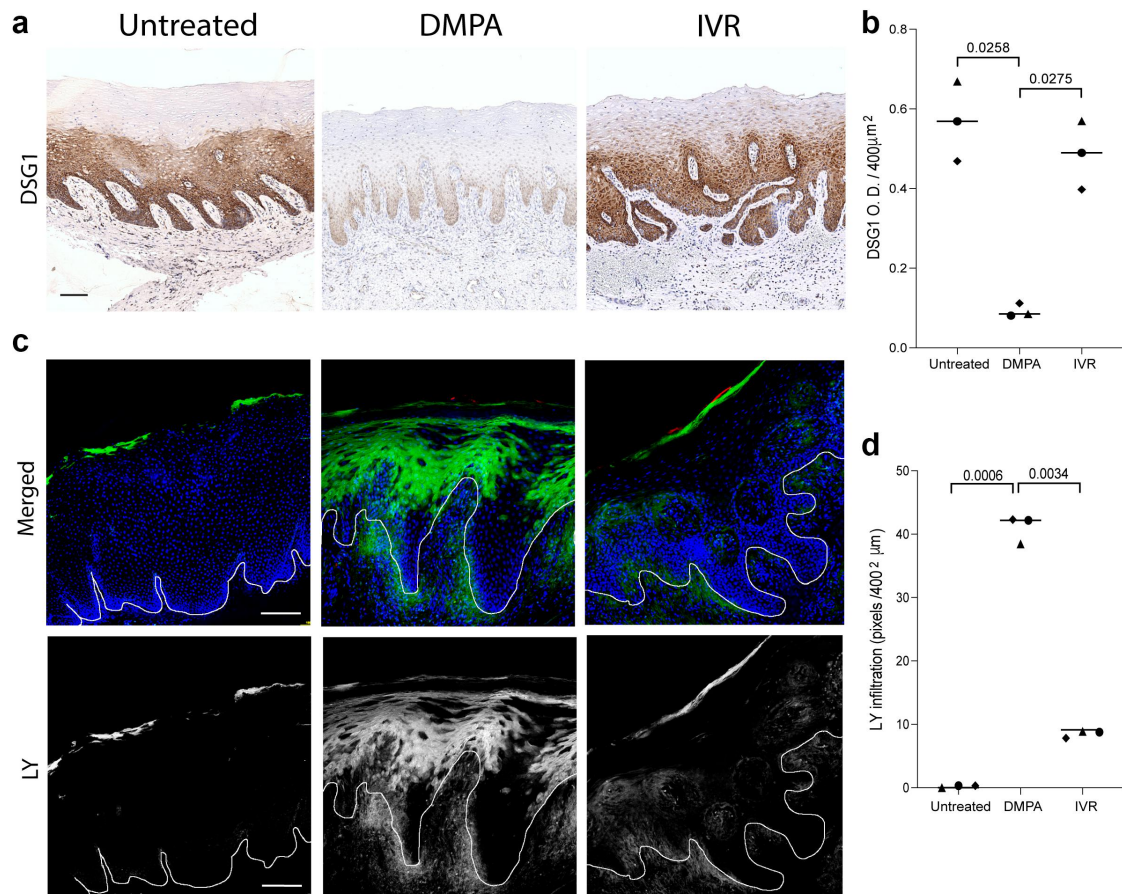 a
Untreated
DMPA
IVR
DSG1
b
DSG1 O. D. / 400µm²
0.8
0.6
0.4
0.2
0.0
0.0258
0.0275
Untreated
DMPA
IVR
c
Merged
LY
d
LY infiltration (pixels /400² µm)
50
40
30
20
10
0
0.0006
0.0034
Untreated
DMPA
IVR